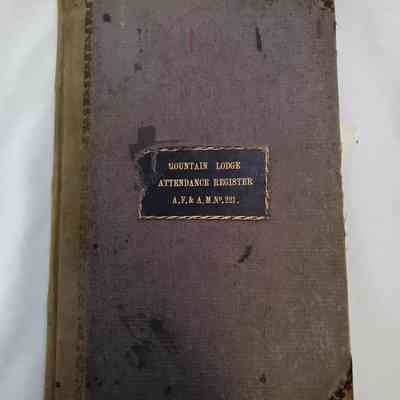 MOUNTAIN LODGE
ATTENDANCE REGISTER
A.F. & A.M. No. 221.